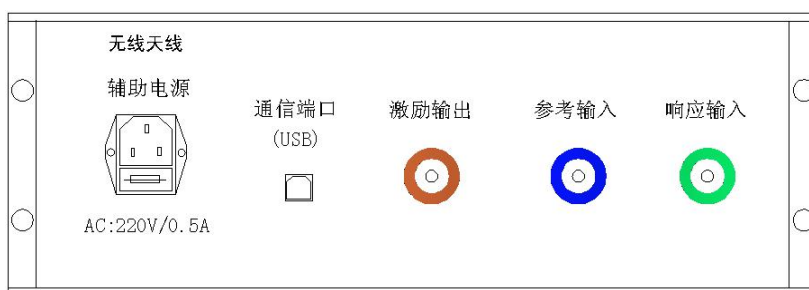 无线天线
辅助电源
AC:220V/0.5A
通信端口
(USB)
激励输出
参考输入
响应输入